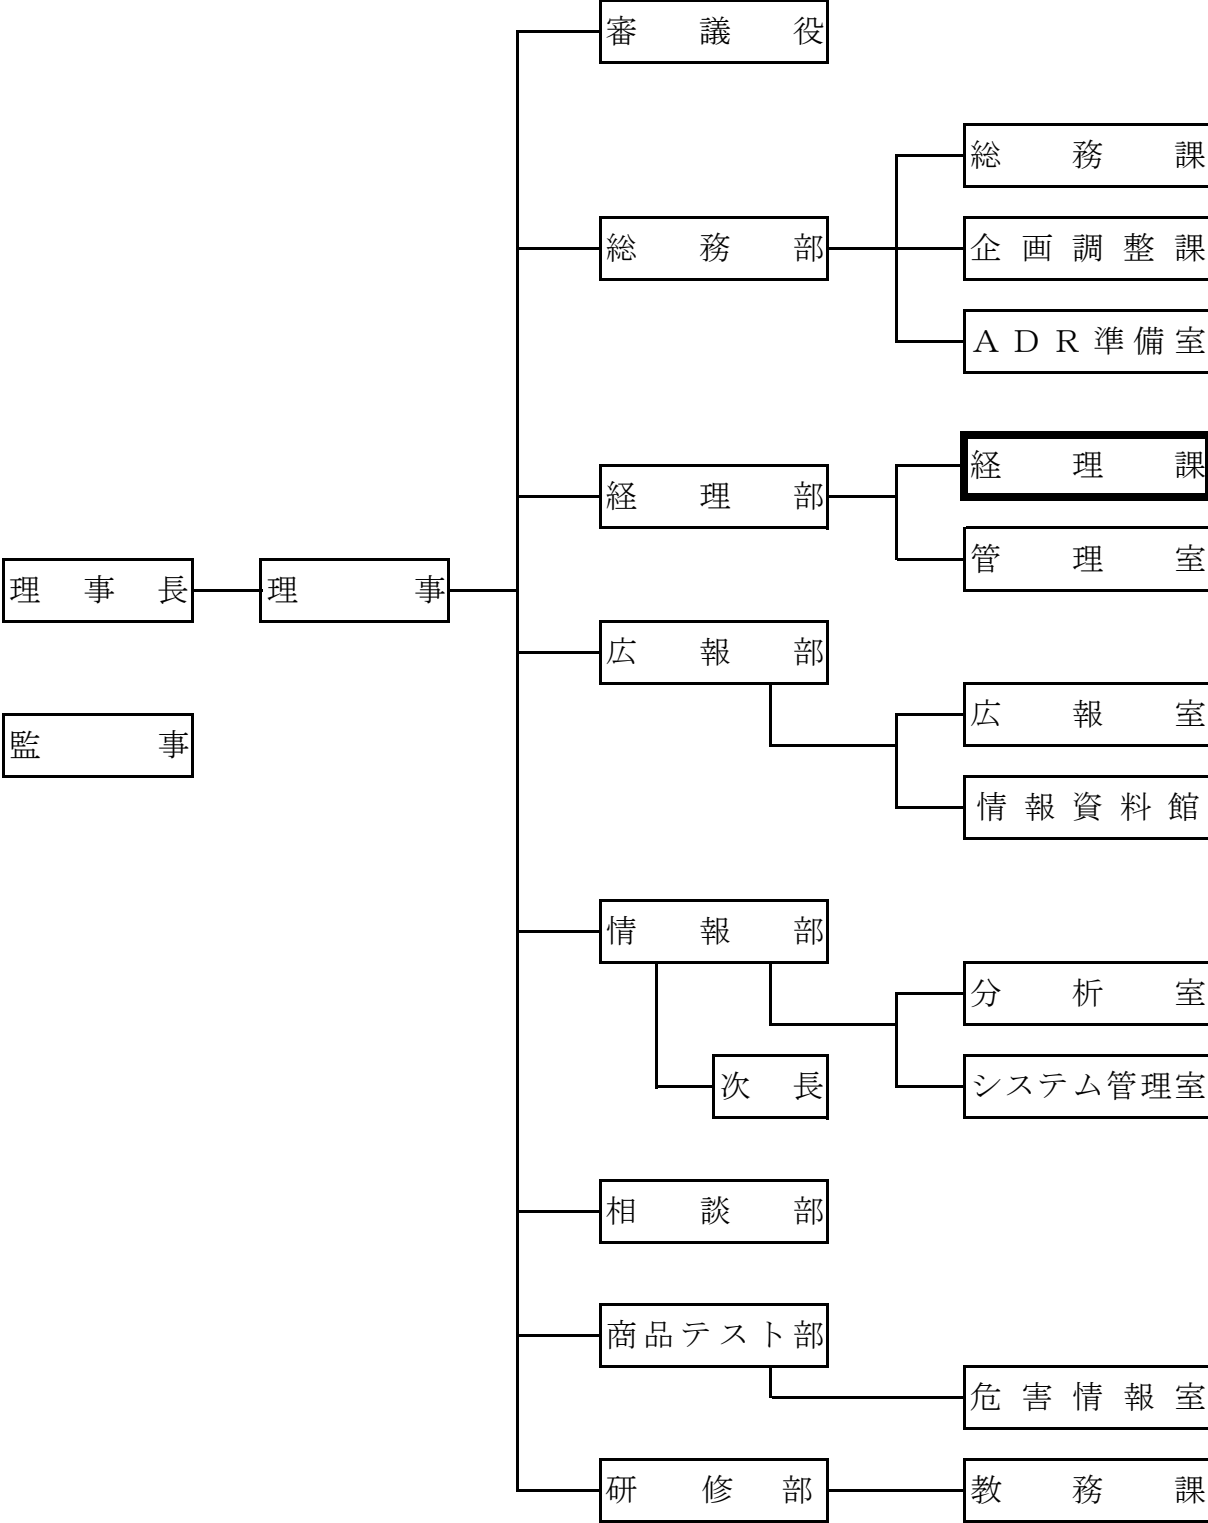 審議役
総務課
総務部
企画調整課
ＡＤＲ準備室
経理課
経理部
管理室
理事長
理事
広報部
広報室
監事
情報資料館
情報部
分析室
次長
システム管理室
相談部
商品テスト部
危害情報室
研修部
教務課